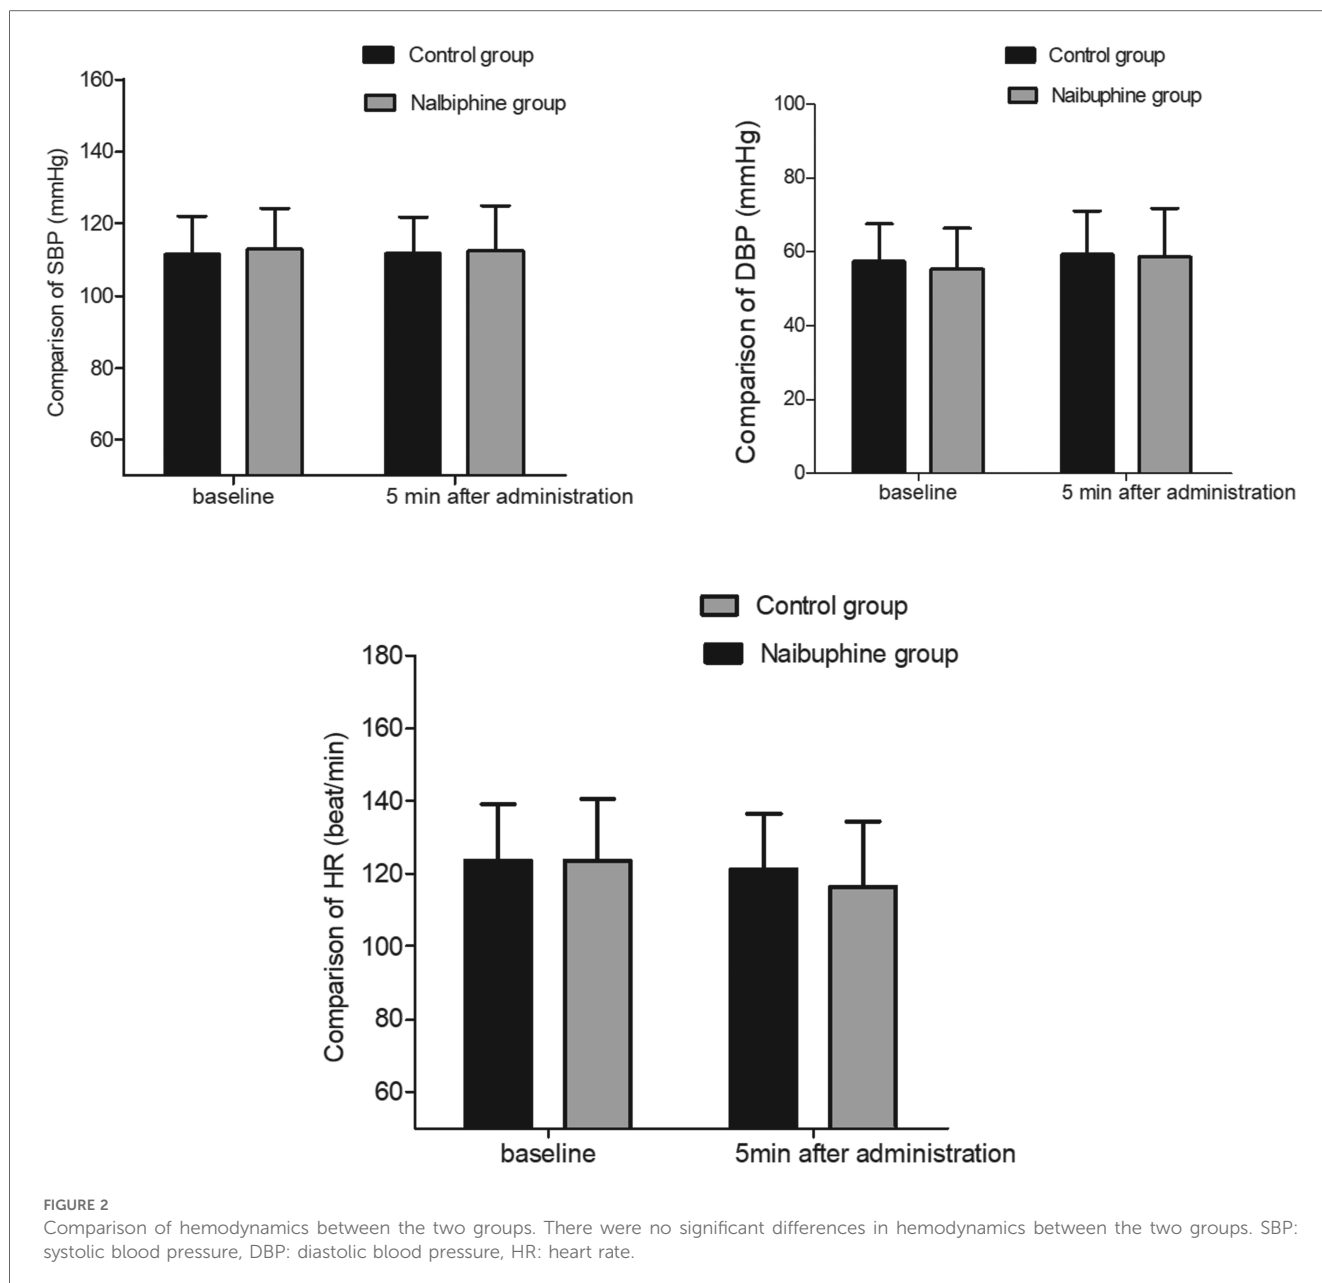 Control group
Nalbiphine group
Comparison of SBP (mmHg)
160
140
120
100
80
60
baseline
5 min after administration
Control group
Naibuphine group
Comparison of DBP (mmHg)
100
80
60
40
20
0
baseline
5 min after administration
Control group
Naibuphine group
Comparison of HR (beat/min)
180
160
140
120
100
80
60
baseline
5min after administration
FIGURE 2
Comparison of hemodynamics between the two groups. There were no significant differences in hemodynamics between the two groups. SBP:
systolic blood pressure, DBP: diastolic blood pressure, HR: heart rate.